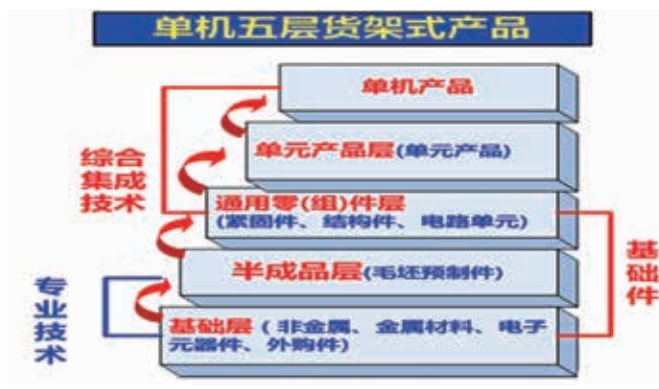 单机五层货架式产品
单机产品
单元产品层(单元产品)
综合
集成
技术
通用零(组)件层
(紧固件、结构件、电路单元)
半成品层(毛坯预制件)
专
业
技
术
基础层(非金属、金属材料、电子
元器件、外购件)
基
础
件